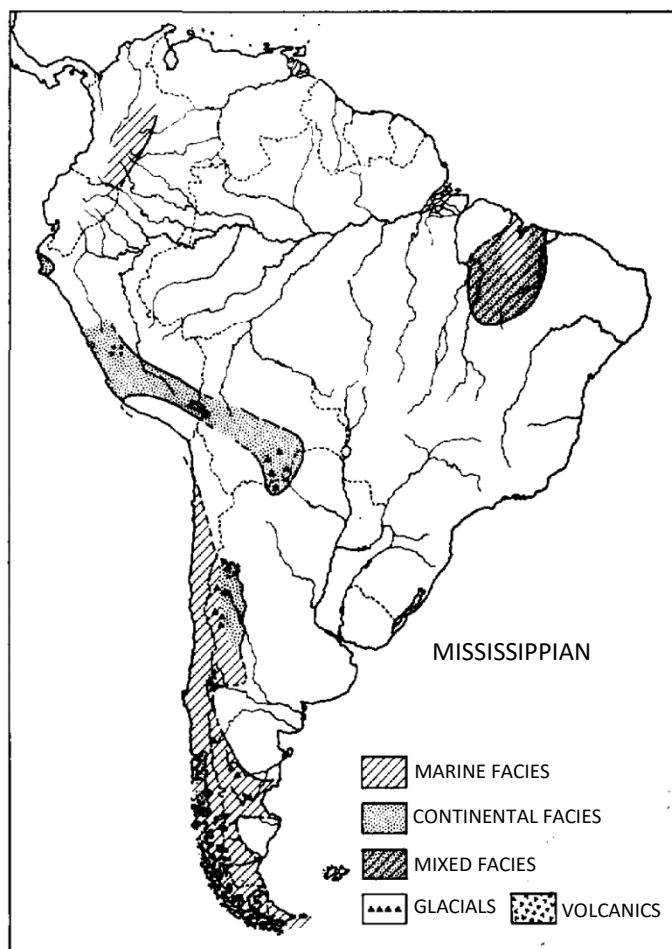 MISSISSIPPIAN
MARINE FACIES
CONTINENTAL FACIES
MIXED FACIES
GLACIALS
VOLCANICS